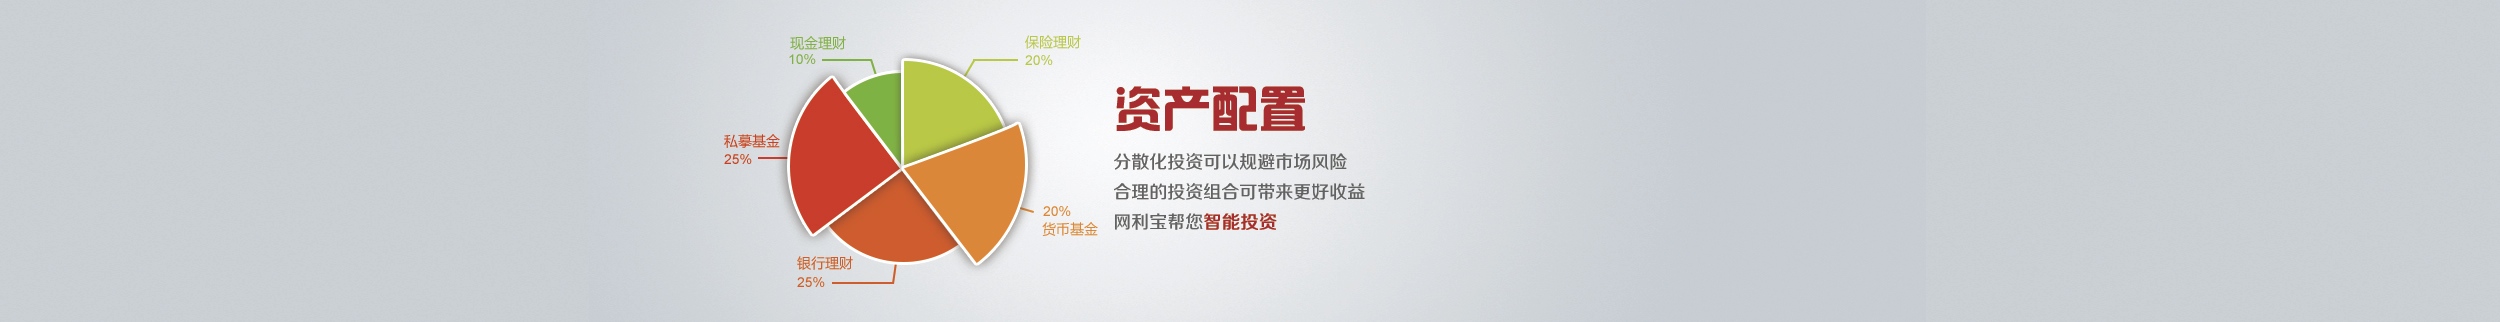 现金理财
10%
保险理财
20%
私募基金
25%
20%
货币基金
银行理财
25%
资产配置
分散化投资可以规避市场风险
合理的投资组合可带来更好收益
网利宝帮您智能投资